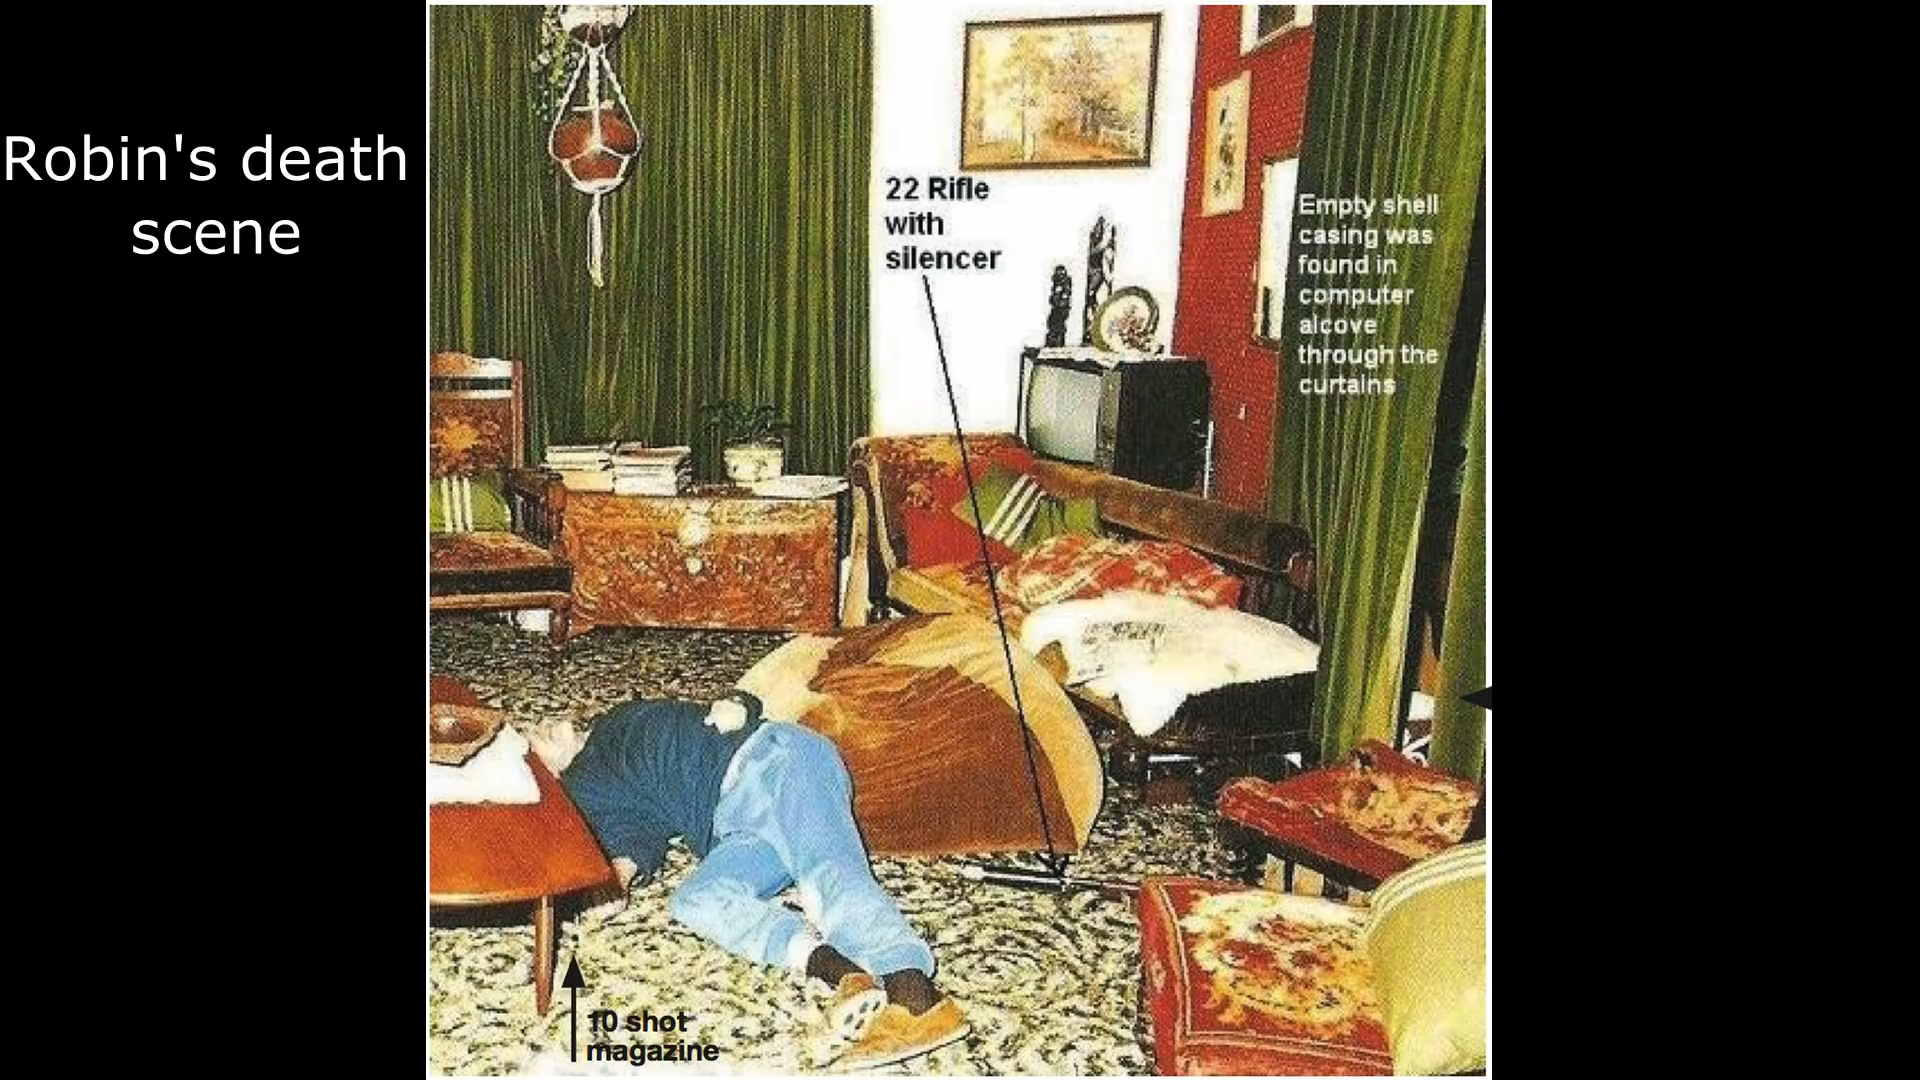 Robin's death
scene
22 Rifle
with
silencer
Empty shell
casing was
found in
computer
alcove
through the
curtains
10 shot
magazine